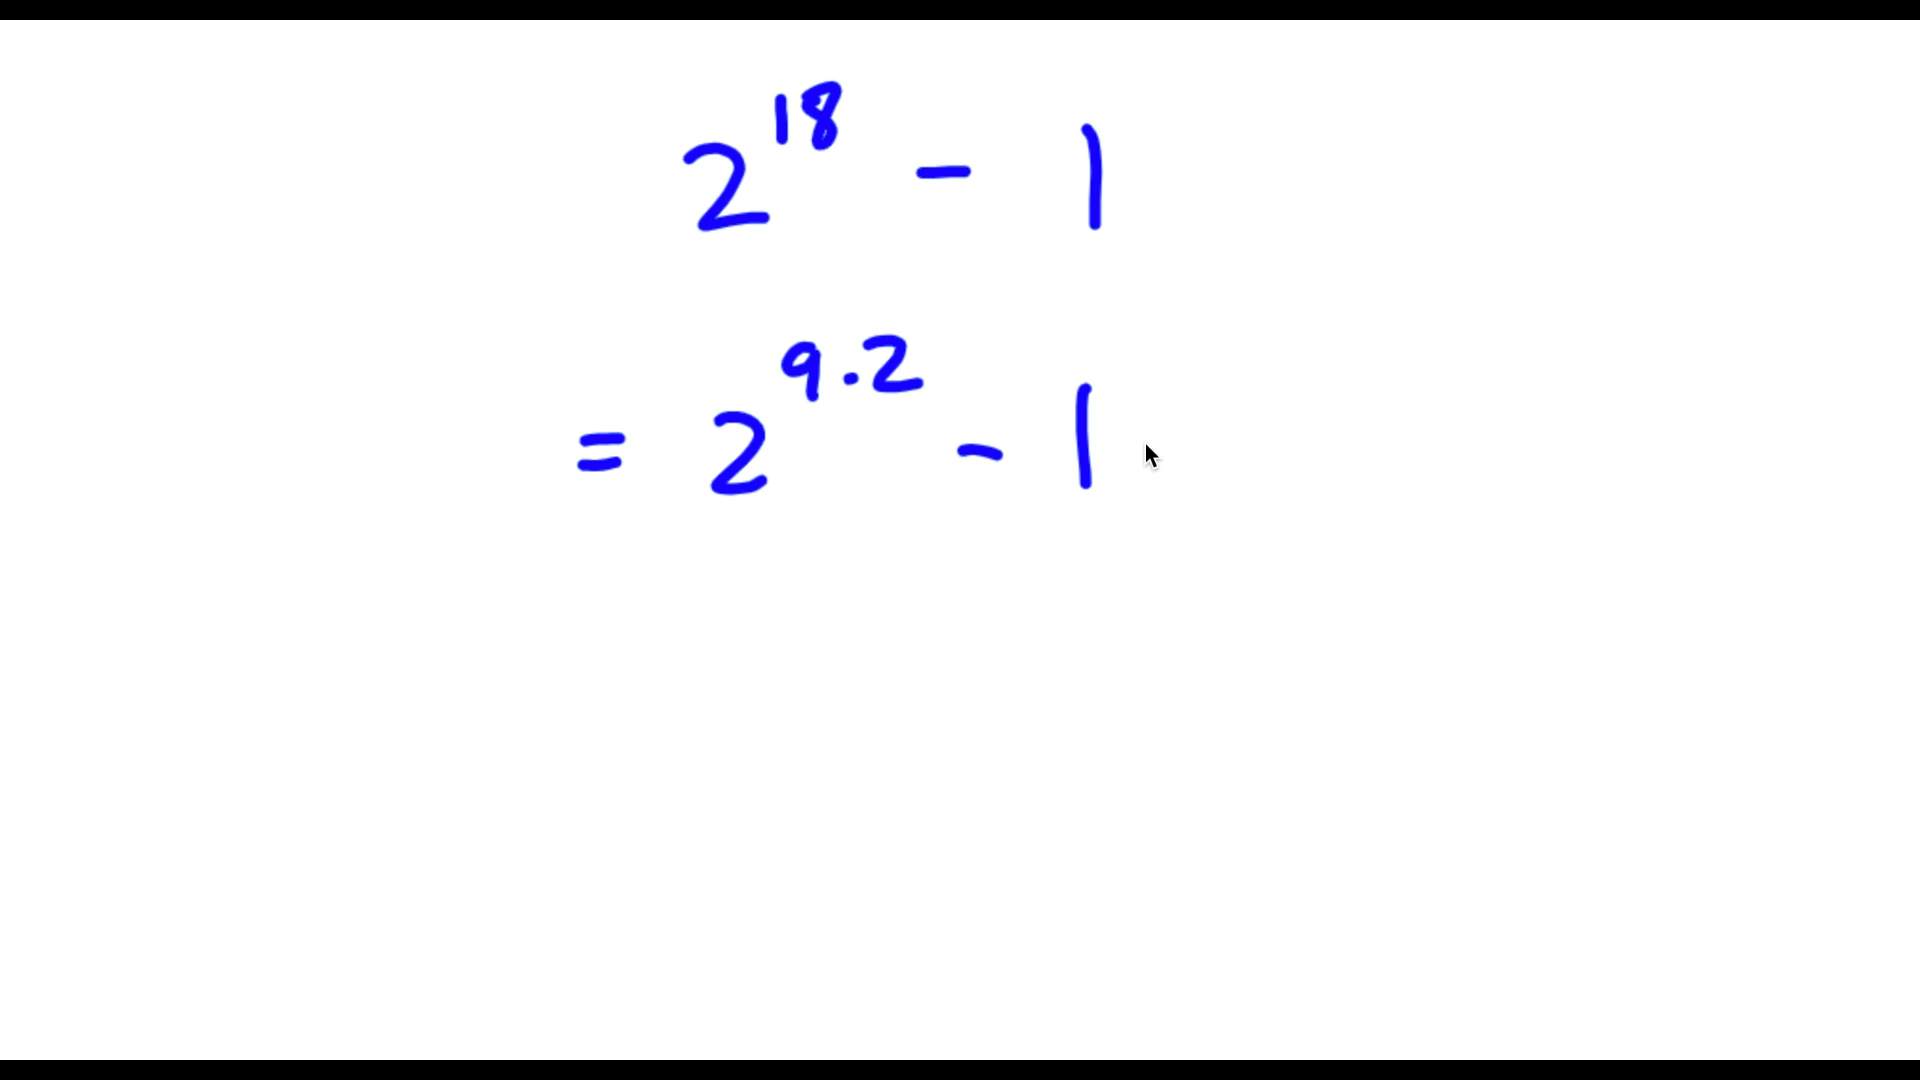 2^18 - 1
= 2^9.2 - 1